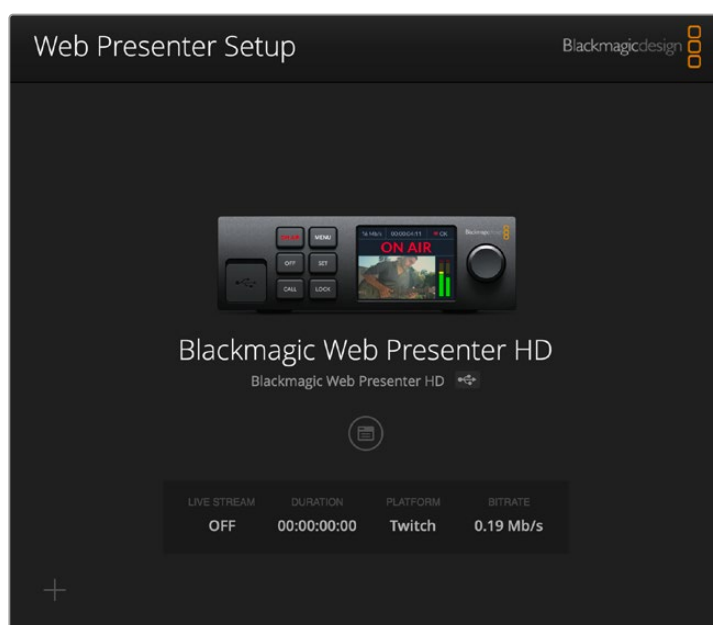 Web Presenter Setup
Blackmagicdesign
ON AIR MENU
OFF SET
CALL LOCK
OK
ON AIR
Blackmagic Web Presenter HD
Blackmagic Web Presenter HD
LIVE STREAM DURATION PLATFORM BITRATE
OFF 00:00:00:00 Twitch 0.19 Mb/s